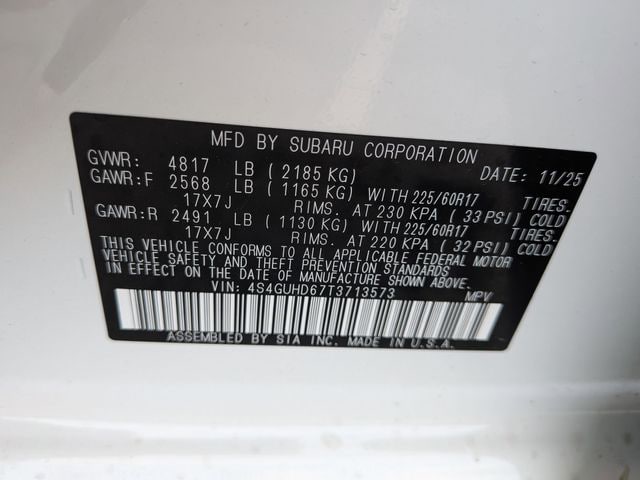 MFD BY SUBARU CORPORATION DATE: 11/25
GVWR: 4817 LB ( 2185 KG)
GAWR:F 2568 LB ( 1165 KG) WITH 225/60R17 TIRES.
17X7J RIMS. AT 230 KPA ( 33 PSI) COLD
GAWR:R 2491 LB ( 1130 KG) WITH 225/60R17 TIRES.
17X7J RIMS. AT 220 KPA ( 32 PSI) COLD
THIS VEHICLE CONFORMS TO ALL APPLICABLE FEDERAL MOTOR
VEHICLE SAFETY AND THEFT PREVENTION STANDARDS
IN EFFECT ON THE DATE OF MANUFACTURE SHOWN ABOVE.
VIN: 4S4GUHD67T3713573 MPV
ASSEMBLED BY SIA INC. MADE IN U.S.A.